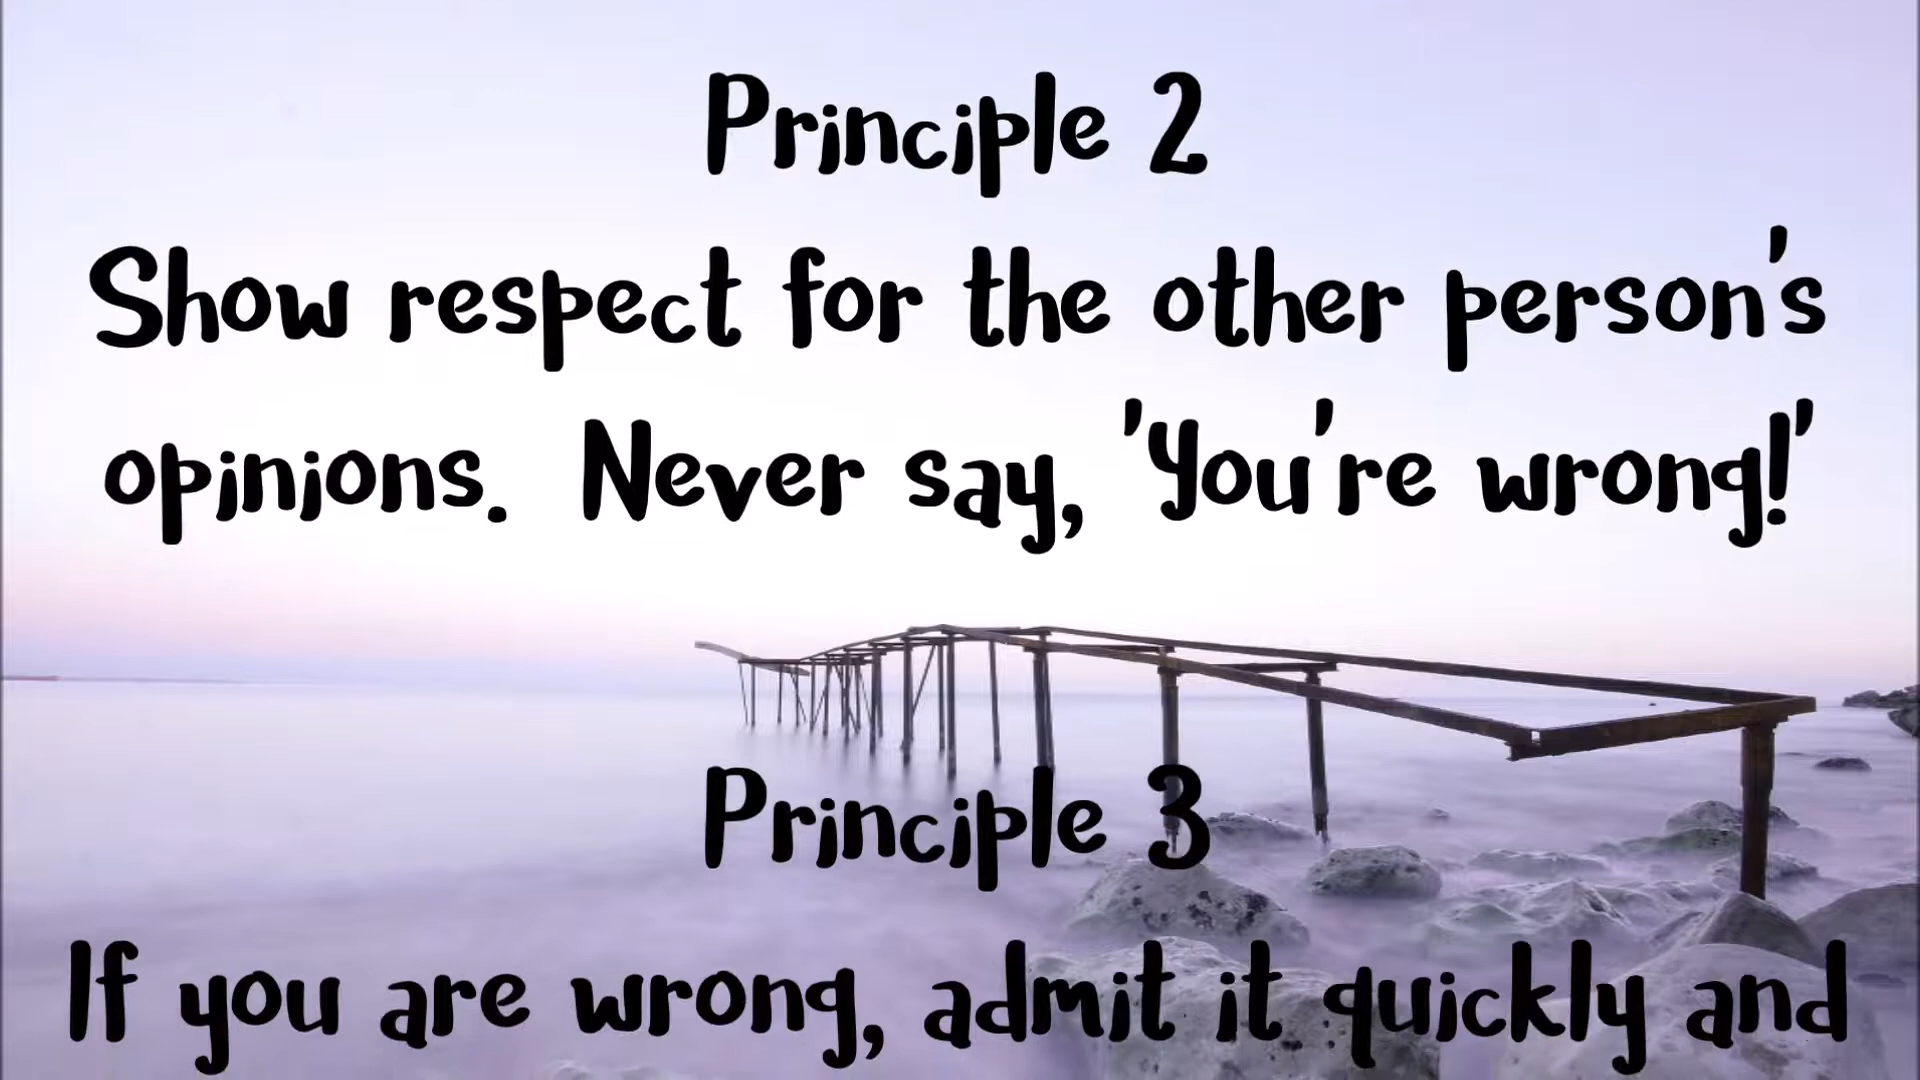 Principle 2
Show respect for the other person's
opinions. Never say, 'You're wrong!'
Principle 3
If you are wrong, admit it quickly and